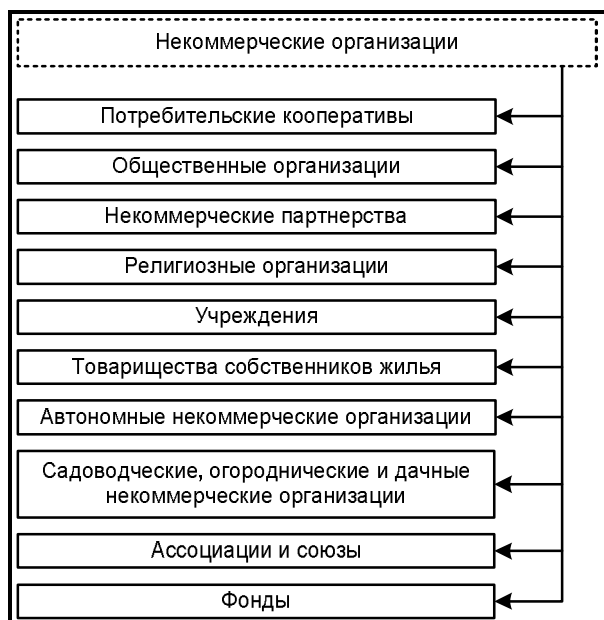 Некоммерческие организации
Потребительские кооперативы
Общественные организации
Некоммерческие партнерства
Религиозные организации
Учреждения
Товарищества собственников жилья
Автономные некоммерческие организации
Садоводческие, огороднические и дачные
некоммерческие организации
Ассоциации и союзы
Фонды